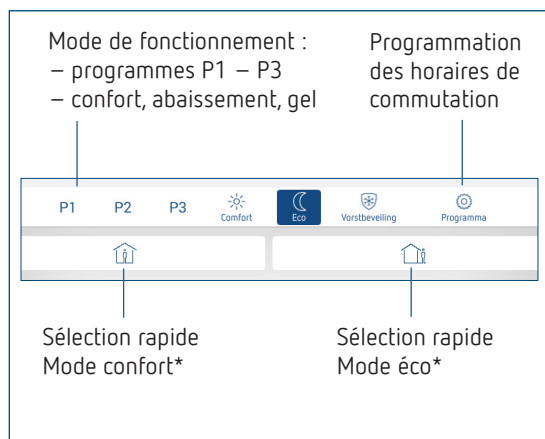 Mode de fonctionnement :
– programmes P1 – P3
– confort, abaissement, gel
Programmation
des horaires de
commutation
P1 P2 P3 Comfort Eco Vorstbeveiling Programma
Sélection rapide
Mode confort*
Sélection rapide
Mode éco*